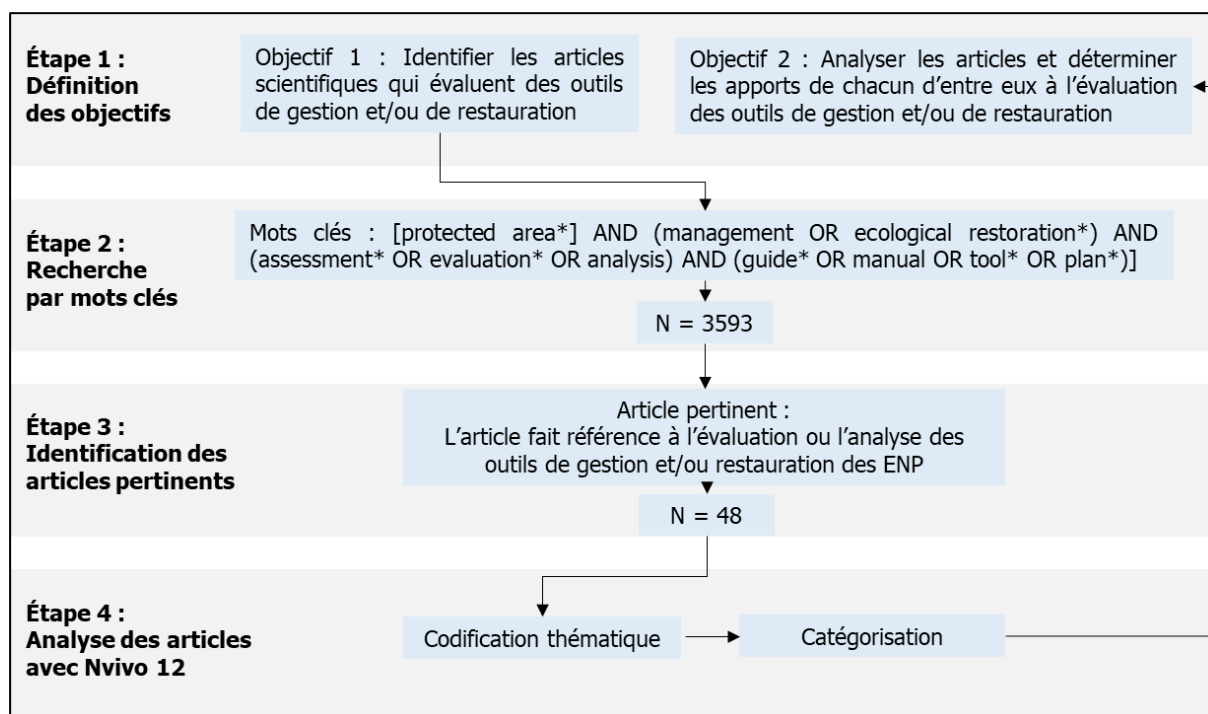 Étape 1 :
Définition
des objectifs
Objectif 1 : Identifier les articles
scientifiques qui évaluent des outils
de gestion et/ou de restauration
Objectif 2 : Analyser les articles et déterminer
les apports de chacun d'entre eux à l'évaluation
des outils de gestion et/ou de restauration
Étape 2 :
Recherche
par mots clés
Mots clés : [protected area*] AND (management OR ecological restoration*) AND
(assessment* OR evaluation* OR analysis) AND (guide* OR manual OR tool* OR plan*)]
N = 3593
Étape 3 :
Identification des
articles pertinents
Article pertinent :
L'article fait référence à l'évaluation ou l'analyse des
outils de gestion et/ou restauration des ENP
N = 48
Étape 4 :
Analyse des articles
avec Nvivo 12
Codification thématique
Catégorisation